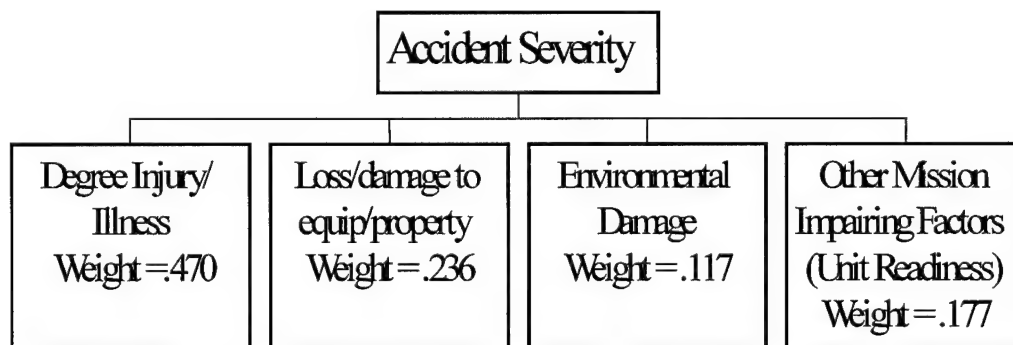 Accident Severity
Degree Injury/
Illness
Weight = .470
Loss/damage to
equip/property
Weight = .236
Environmental
Damage
Weight = .117
Other Mission
Impairing Factors
(Unit Readiness)
Weight = .177